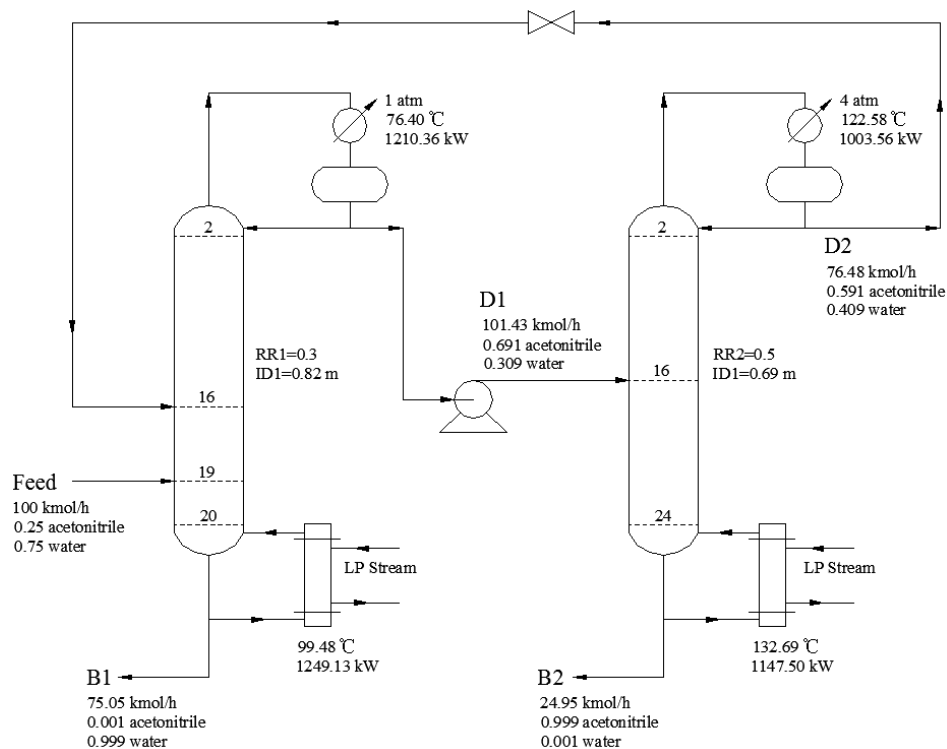 1 atm
76.40 ℃
1210.36 kW
4 atm
122.58 ℃
1003.56 kW
2
2
D2
76.48 kmol/h
0.591 acetonitrile
0.409 water
D1
101.43 kmol/h
0.691 acetonitrile
0.309 water
RR1=0.3
ID1=0.82 m
RR2=0.5
ID1=0.69 m
16
16
Feed
100 kmol/h
0.25 acetonitrile
0.75 water
19
20
24
LP Stream
LP Stream
99.48 ℃
1249.13 kW
132.69 ℃
1147.50 kW
B1
75.05 kmol/h
0.001 acetonitrile
0.999 water
B2
24.95 kmol/h
0.999 acetonitrile
0.001 water